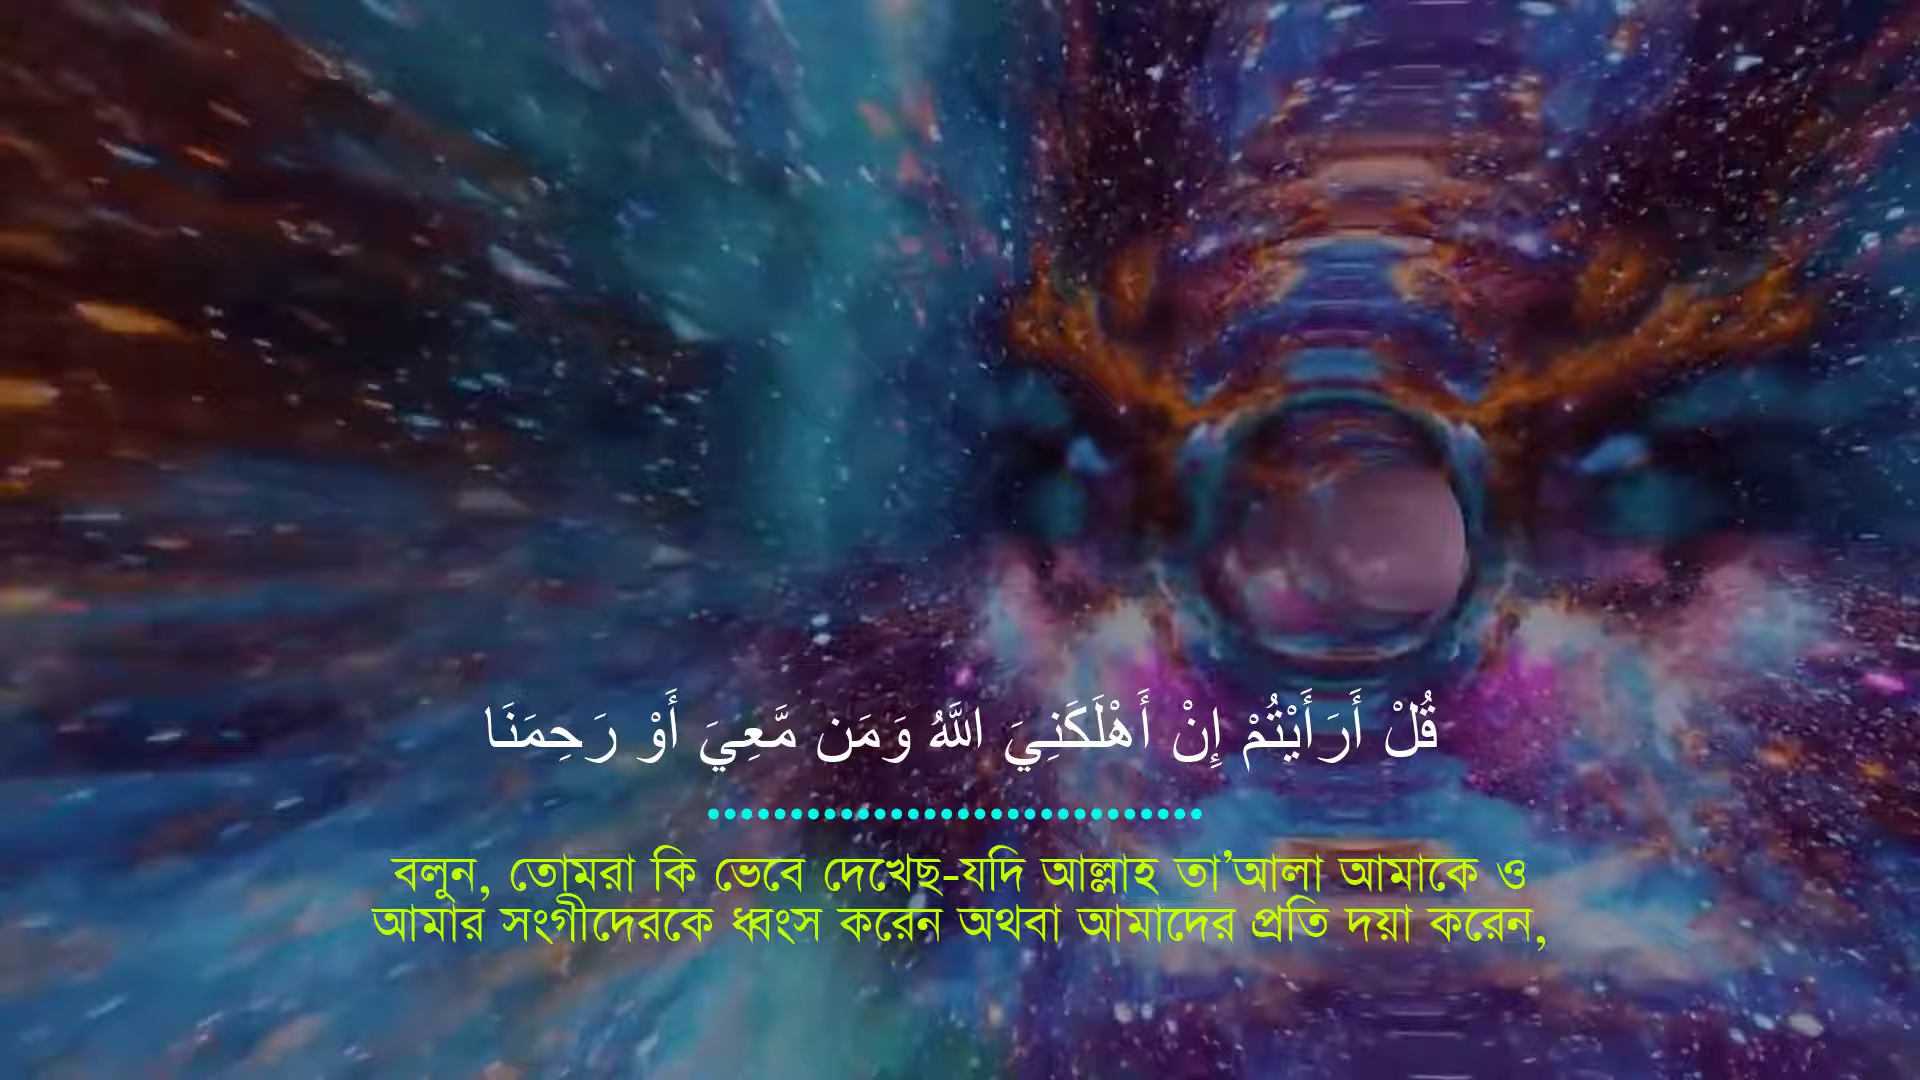 قُلْ أَرَأَيْتُمْ إِنْ أَهْلَكَنِيَ اللَّهُ وَمَن مَّعِيَ أَوْ رَحِمَنَا
বলুন, তোমরা কি ভেবে দেখেছ-যদি আল্লাহ তা’আলা আমাকে ও
আমার সংগীদেরকে ধ্বংস করেন অথবা আমাদের প্রতি দয়া করেন,